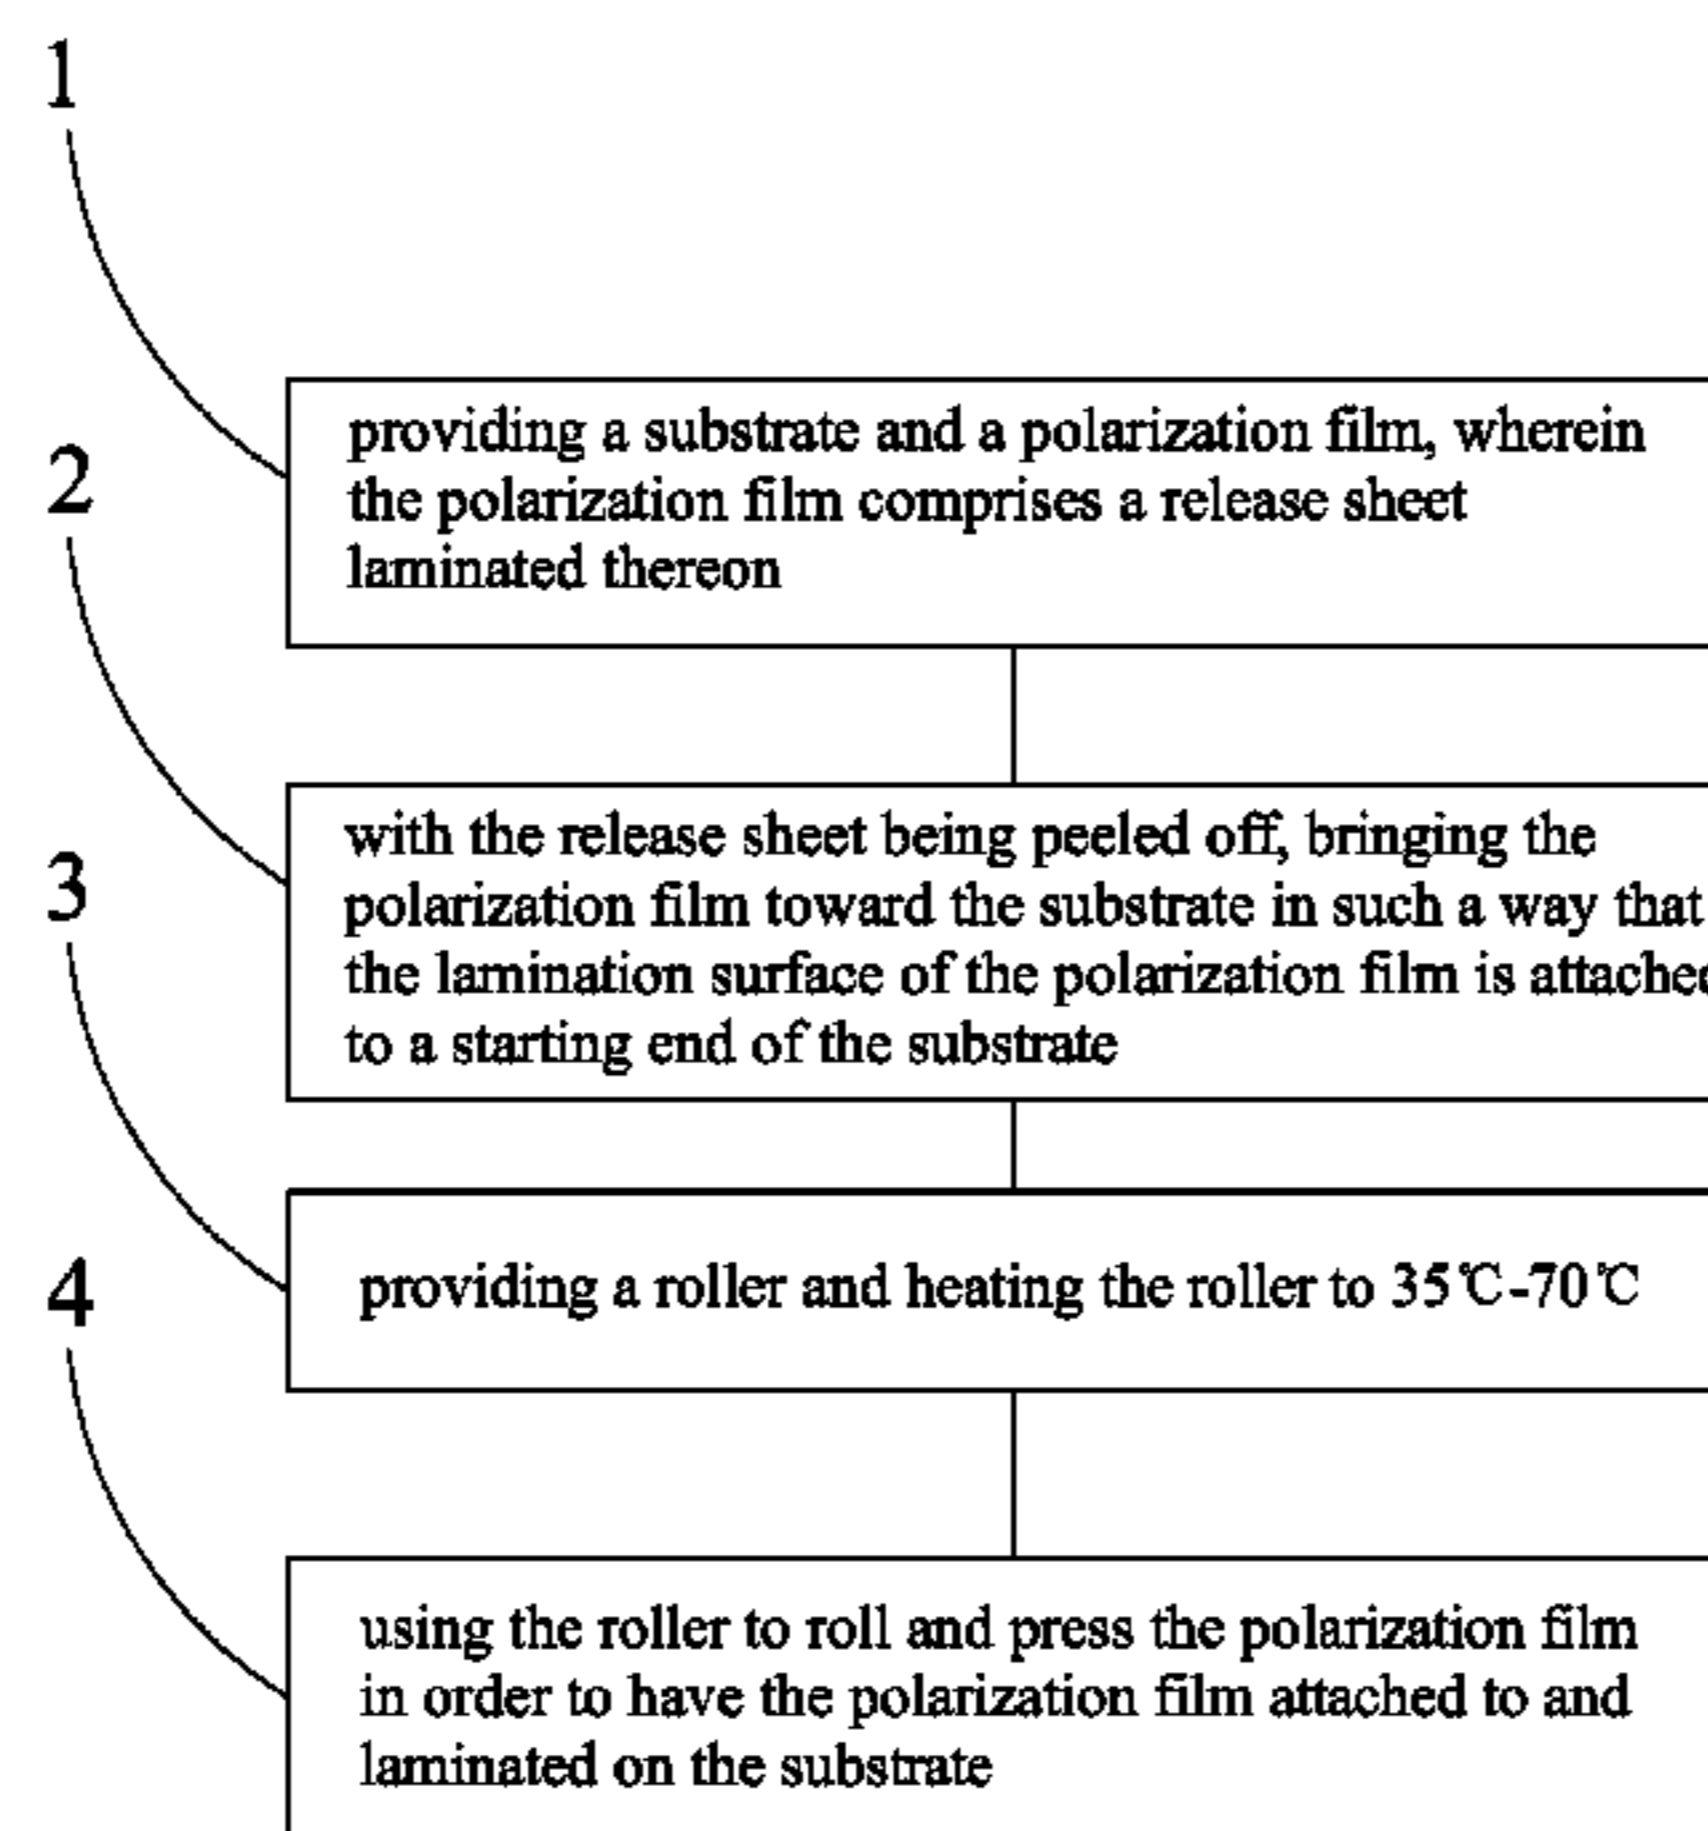 1
providing a substrate and a polarization film, wherein
the polarization film comprises a release sheet
laminated thereon
2
with the release sheet being peeled off, bringing the
polarization film toward the substrate in such a way that
the lamination surface of the polarization film is attached
to a starting end of the substrate
3
providing a roller and heating the roller to 35℃-70℃
4
using the roller to roll and press the polarization film
in order to have the polarization film attached to and
laminated on the substrate